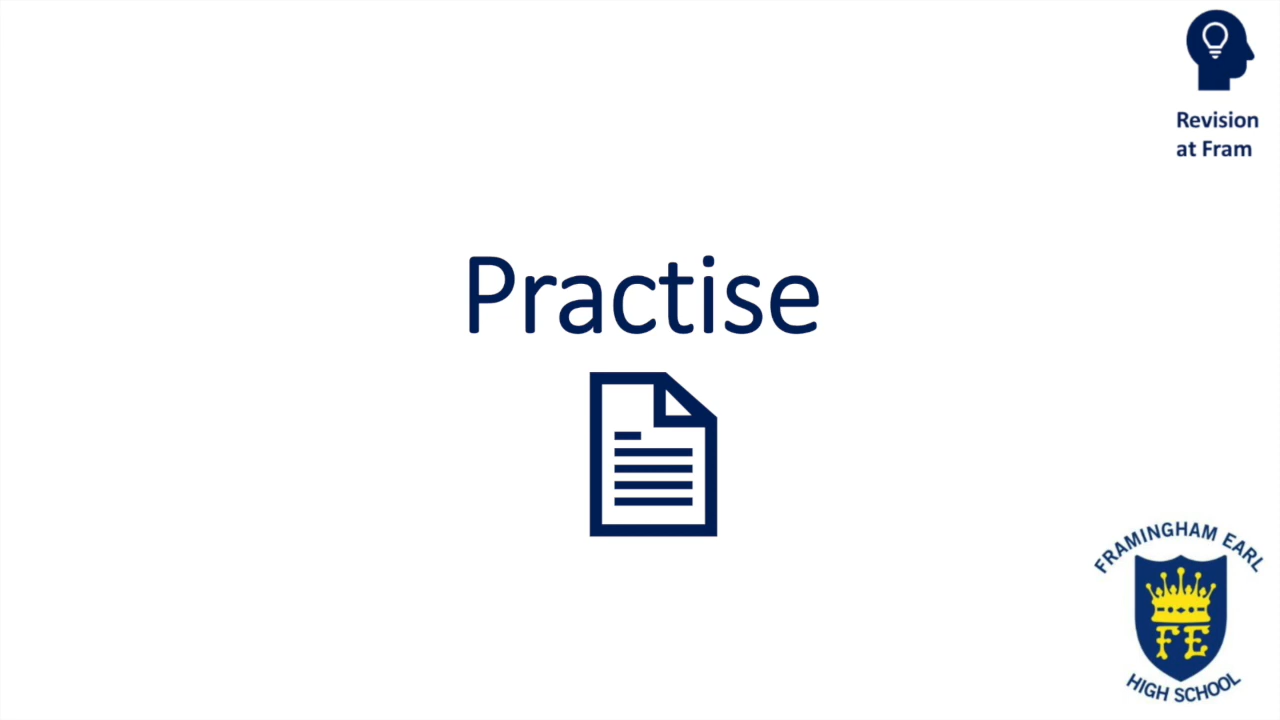 Revision
at Fram
Practise
FRAMINGHAM EARL
FE
HIGH SCHOOL